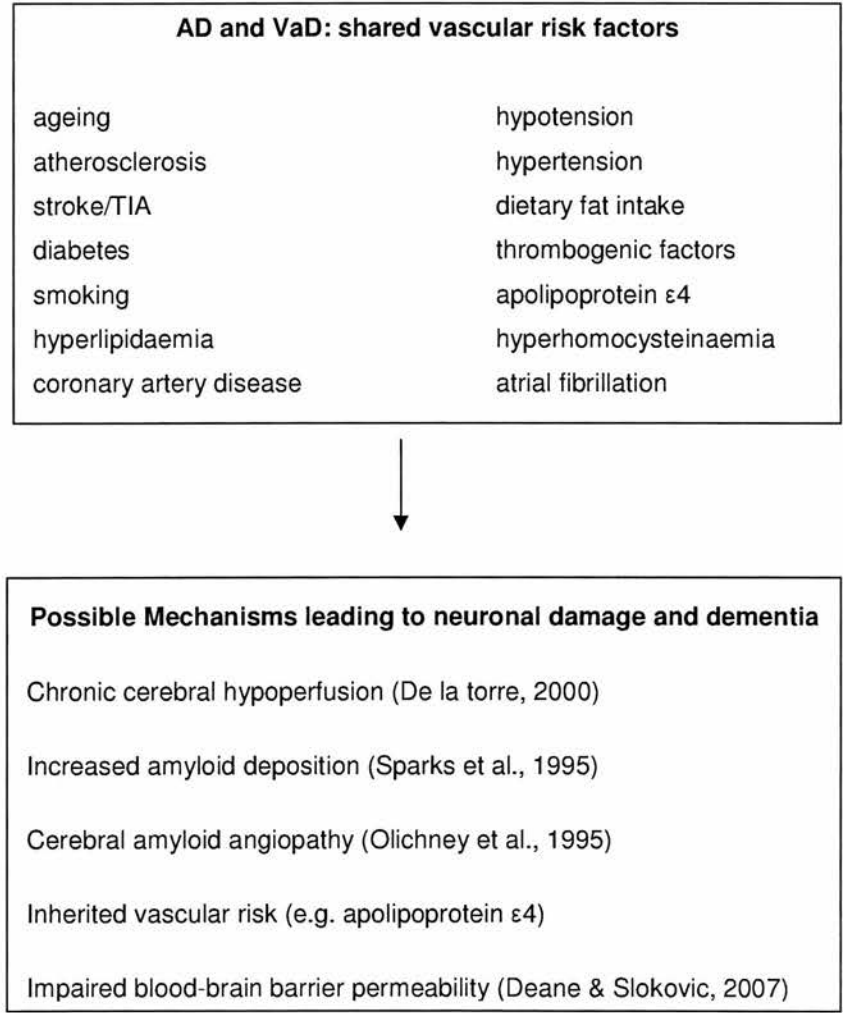 AD and VaD: shared vascular risk factors
ageing
atherosclerosis
stroke/TIA
diabetes
smoking
hyperlipidaemia
coronary artery disease
hypotension
hypertension
dietary fat intake
thrombogenic factors
apolipoprotein ε4
hyperhomocysteinaemia
atrial fibrillation
Possible Mechanisms leading to neuronal damage and dementia
Chronic cerebral hypoperfusion (De la torre, 2000)
Increased amyloid deposition (Sparks et al., 1995)
Cerebral amyloid angiopathy (Olichney et al., 1995)
Inherited vascular risk (e.g. apolipoprotein ε4)
Impaired blood-brain barrier permeability (Deane & Slokovic, 2007)